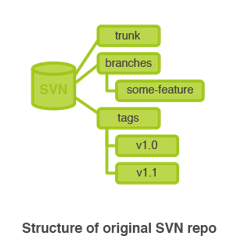 trunk
branches
SVN
some-feature
tags
v1.0
v1.1
Structure of original SVN repo